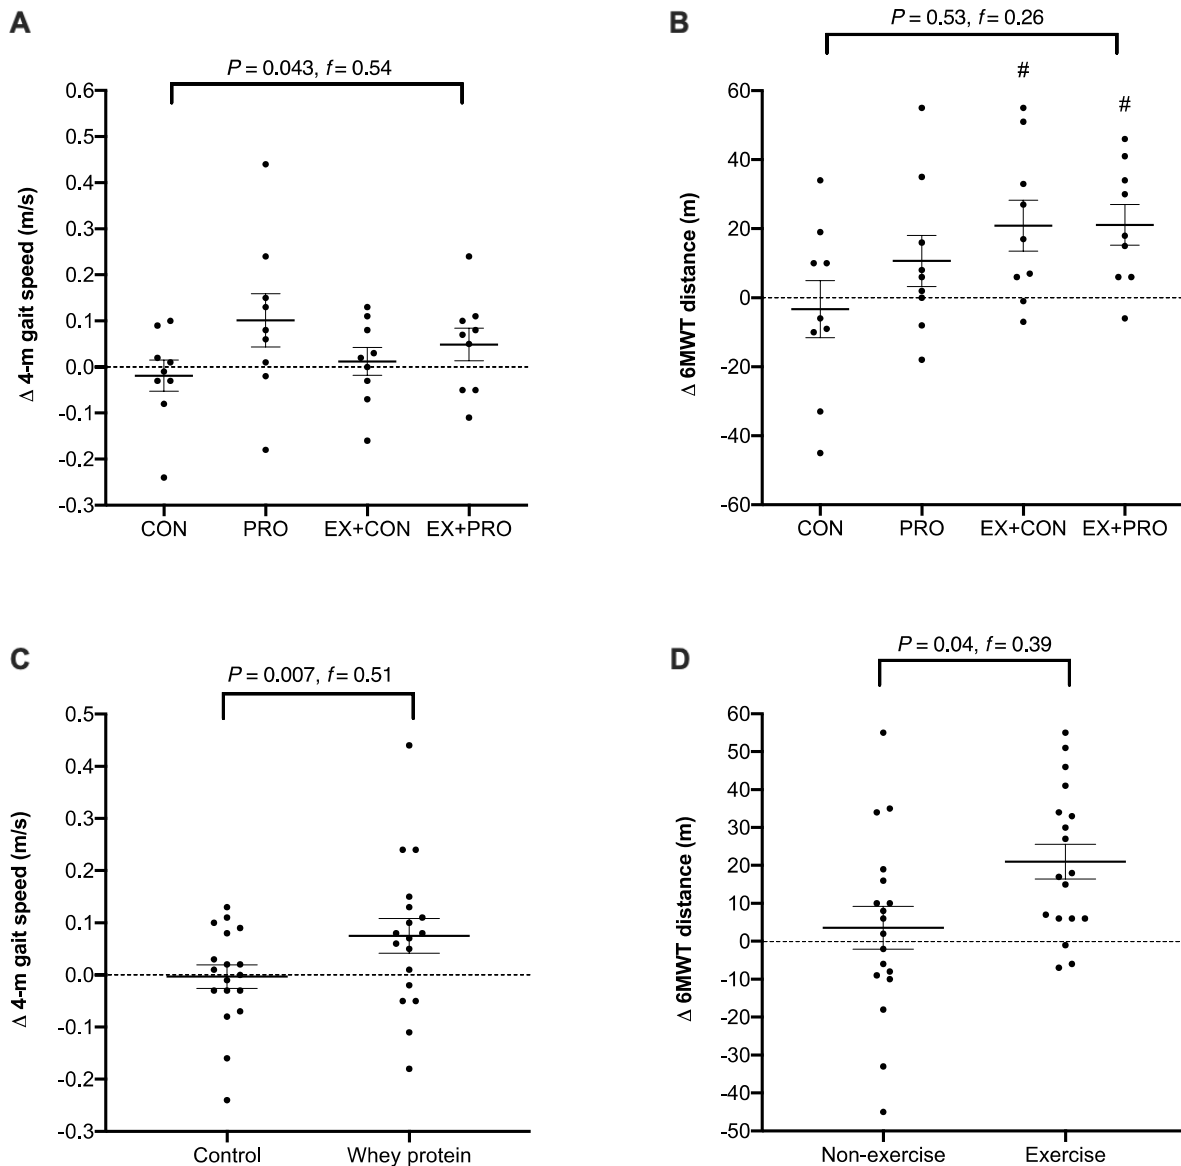 A
P = 0.043, f = 0.54
Δ 4-m gait speed (m/s)
0.6
0.5
0.4
0.3
0.2
0.1
0.0
-0.1
-0.2
-0.3
CON PRO EX+CON EX+PRO
B
P = 0.53, f = 0.26
# #
Δ 6MWT distance (m)
60
40
20
0
-20
-40
-60
CON PRO EX+CON EX+PRO
C
P = 0.007, f = 0.51
Δ 4-m gait speed (m/s)
0.5
0.4
0.3
0.2
0.1
0.0
-0.1
-0.2
-0.3
Control Whey protein
D
P = 0.04, f = 0.39
Δ 6MWT distance (m)
60
50
40
30
20
10
0
-10
-20
-30
-40
-50
Non-exercise Exercise